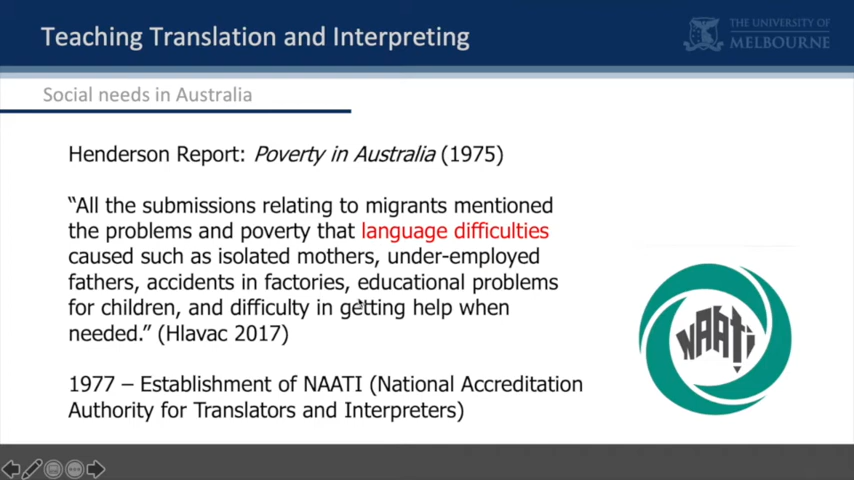 Teaching Translation and Interpreting
THE UNIVERSITY OF
MELBOURNE
Social needs in Australia
Henderson Report: Poverty in Australia (1975)
“All the submissions relating to migrants mentioned
the problems and poverty that language difficulties
caused such as isolated mothers, under-employed
fathers, accidents in factories, educational problems
for children, and difficulty in getting help when
needed.” (Hlavac 2017)
NAATI
1977 – Establishment of NAATI (National Accreditation
Authority for Translators and Interpreters)